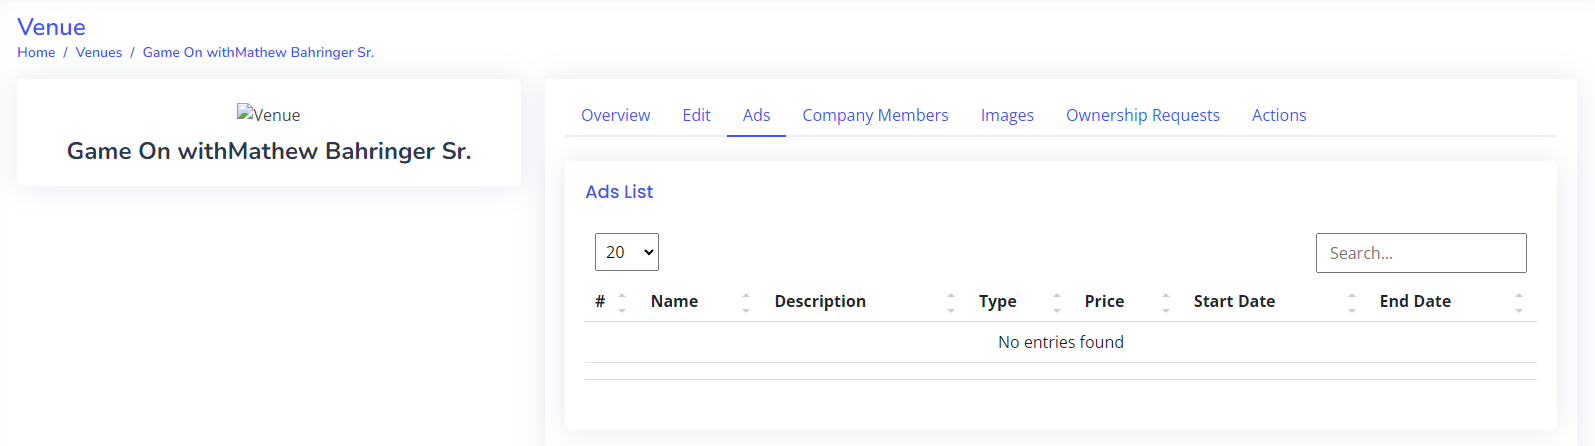 Venue
Home / Venues / Game On withMathew Bahringer Sr.
Venue
Game On withMathew Bahringer Sr.
Overview Edit Ads Company Members Images Ownership Requests Actions
Ads List
20 Search...
# Name Description Type Price Start Date End Date
No entries found